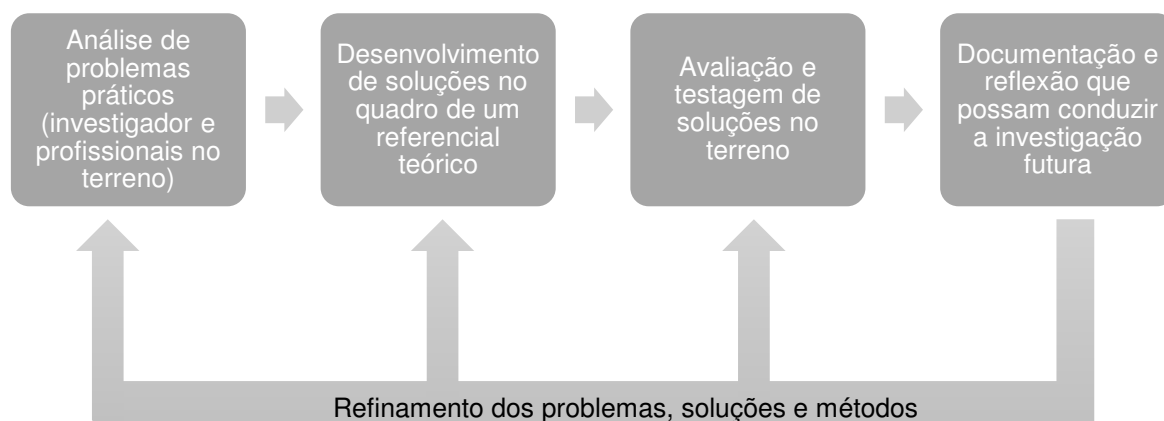 Análise de
problemas
práticos
(investigador e
profissionais no
terreno)
Desenvolvimento
de soluções no
quadro de um
referencial
teórico
Avaliação e
testagem de
soluções no
terreno
Documentação e
reflexão que
possam conduzir
a investigação
futura
Refinamento dos problemas, soluções e métodos